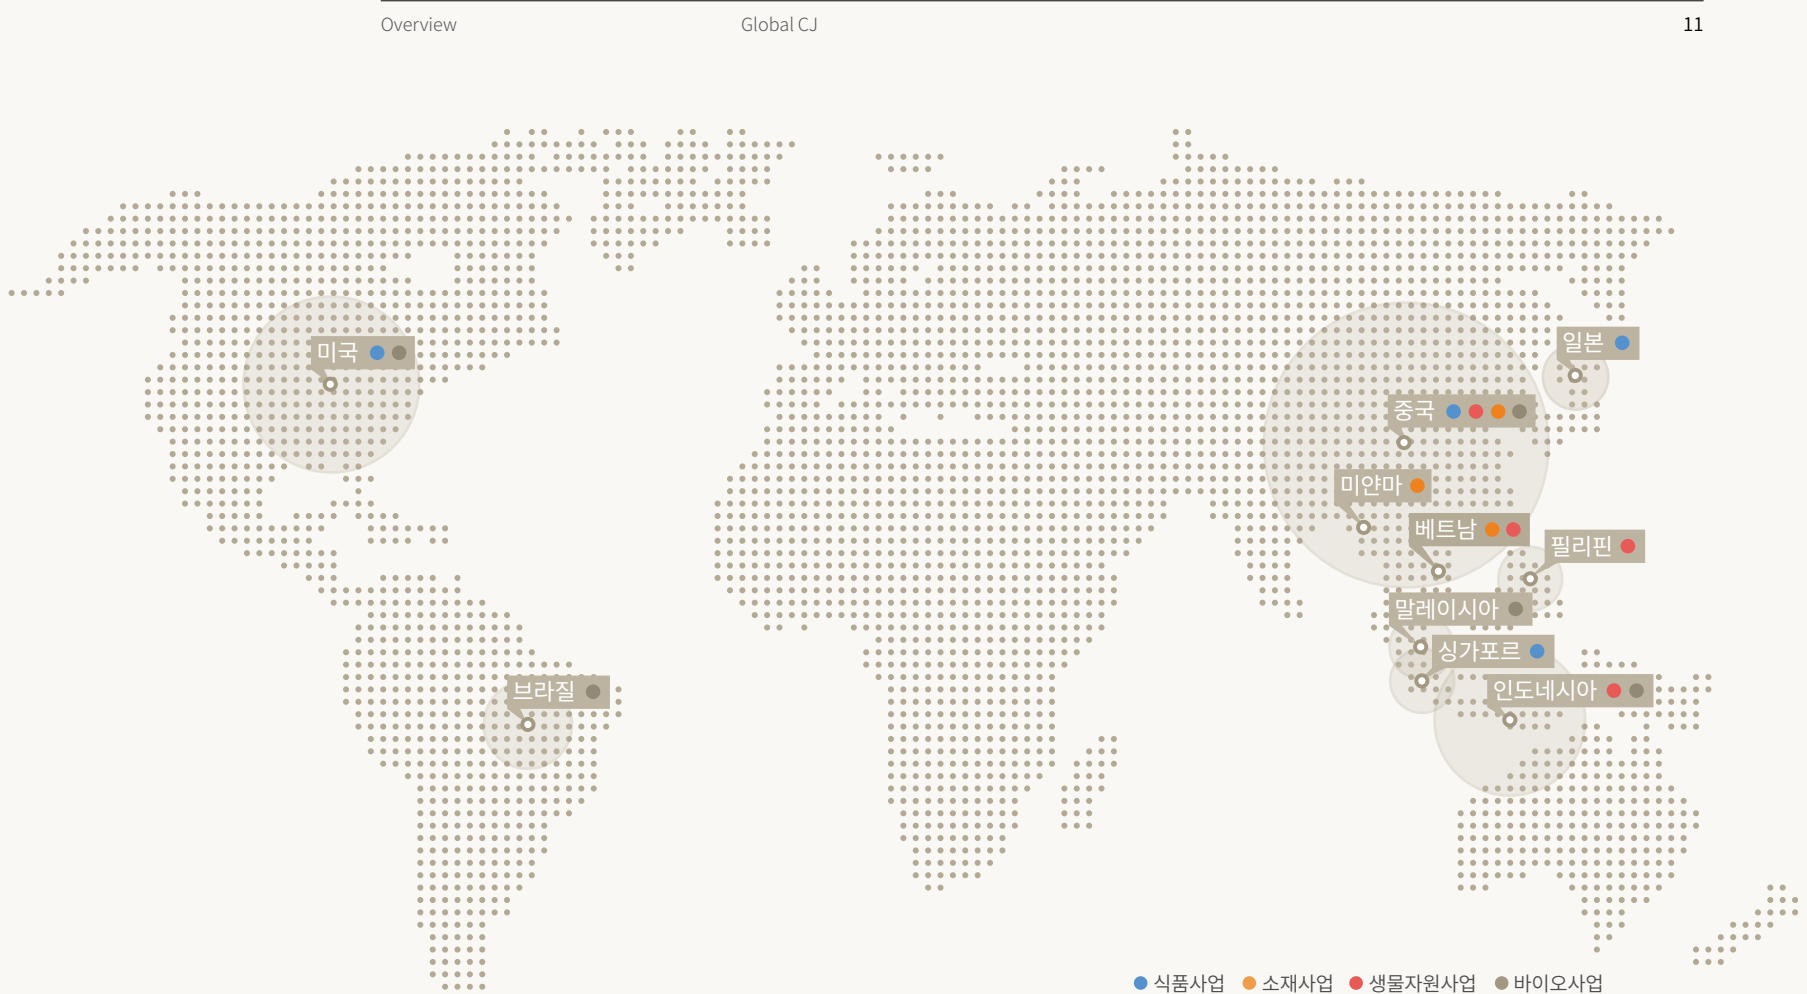 Overview Global CJ 11
미국
일본
중국
미얀마
베트남
필리핀
말레이시아
싱가포르
브라질
인도네시아
식품사업 소재사업 생물자원사업 바이오사업